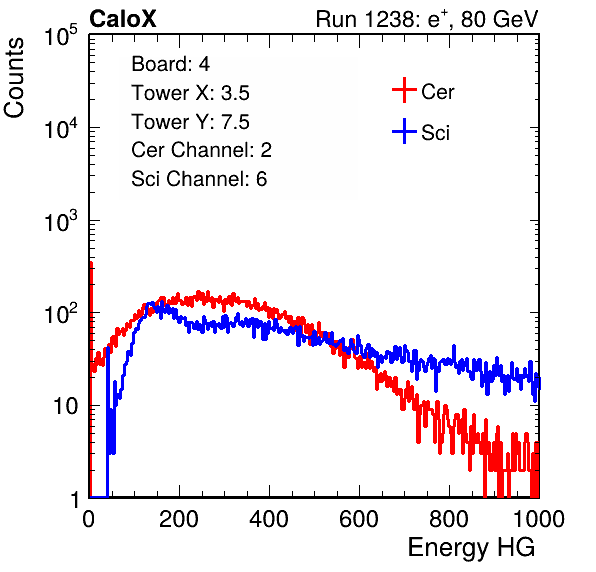 CaloX Run 1238: e⁺, 80 GeV
Board: 4
Tower X: 3.5
Tower Y: 7.5
Cer Channel: 2
Sci Channel: 6
Cer
Sci
Counts
10⁵
10⁴
10³
10²
10
1
0 200 400 600 800 1000
Energy HG